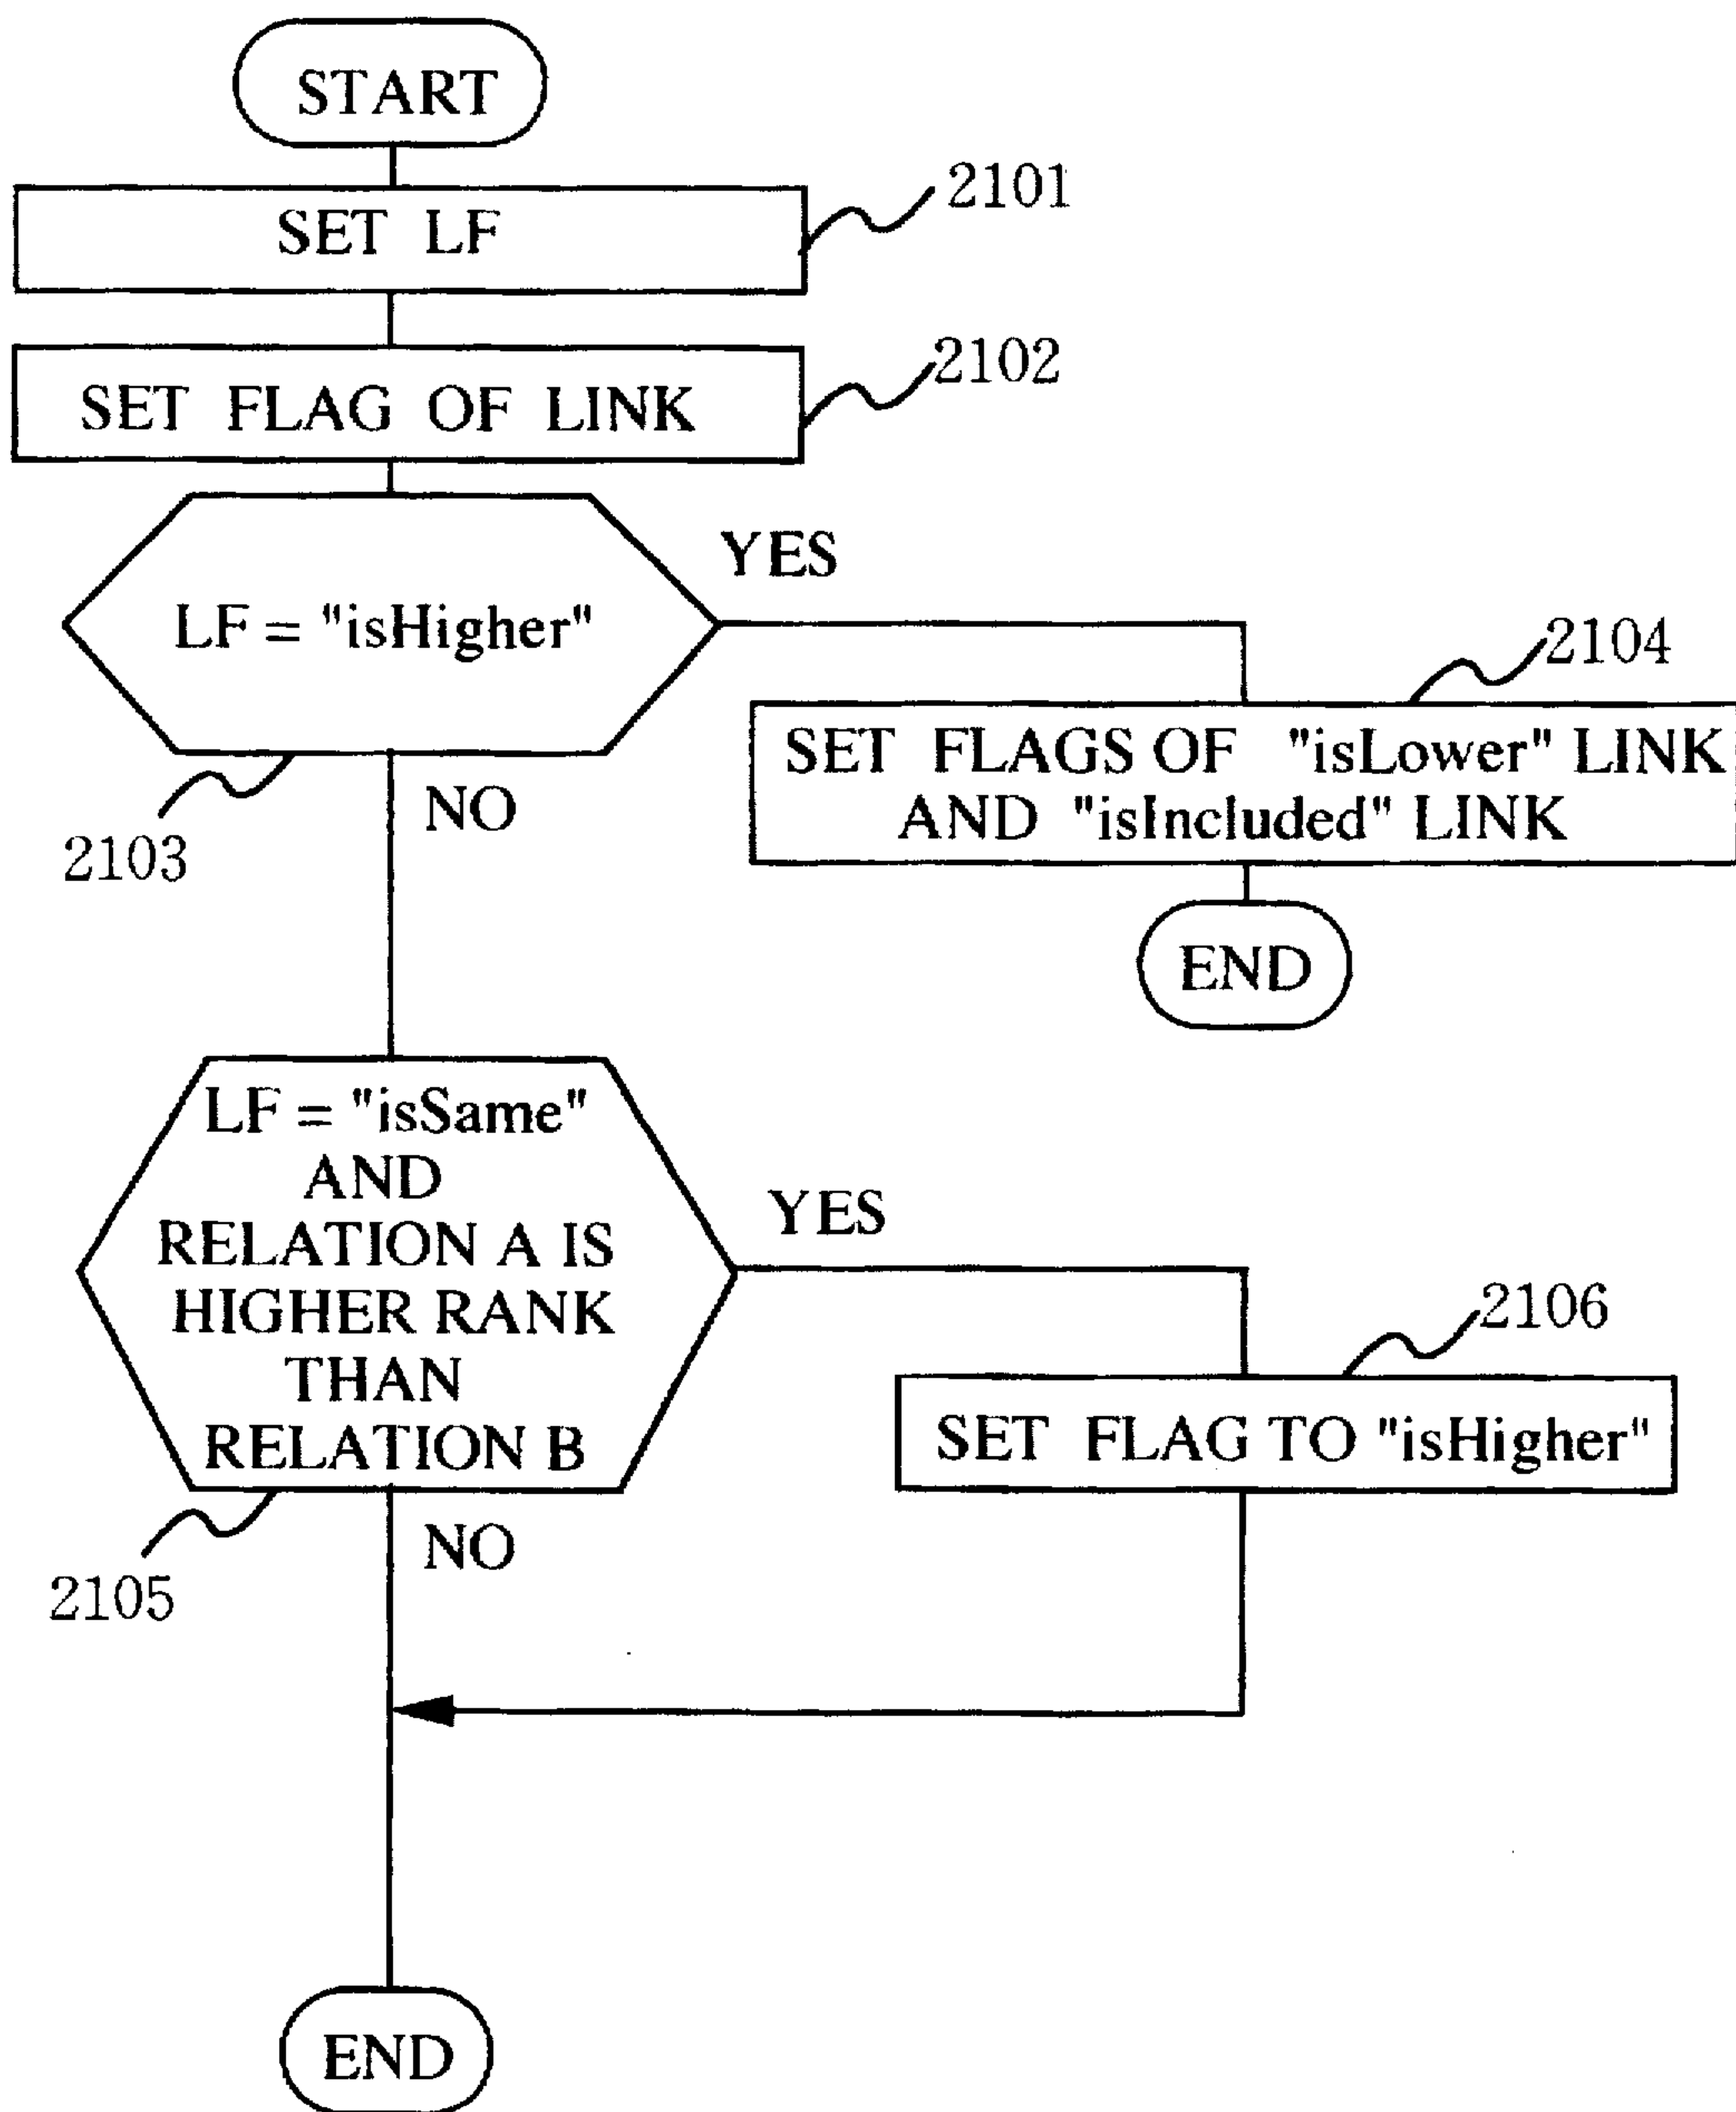 START
2101
SET LF
2102
SET FLAG OF LINK
YES
LF = "isHigher"
2104
SET FLAGS OF "isLower" LINK
AND "isIncluded" LINK
NO
2103
END
LF = "isSame"
AND
RELATION A IS
HIGHER RANK
THAN
RELATION B
YES
2106
SET FLAG TO "isHigher"
NO
2105
END